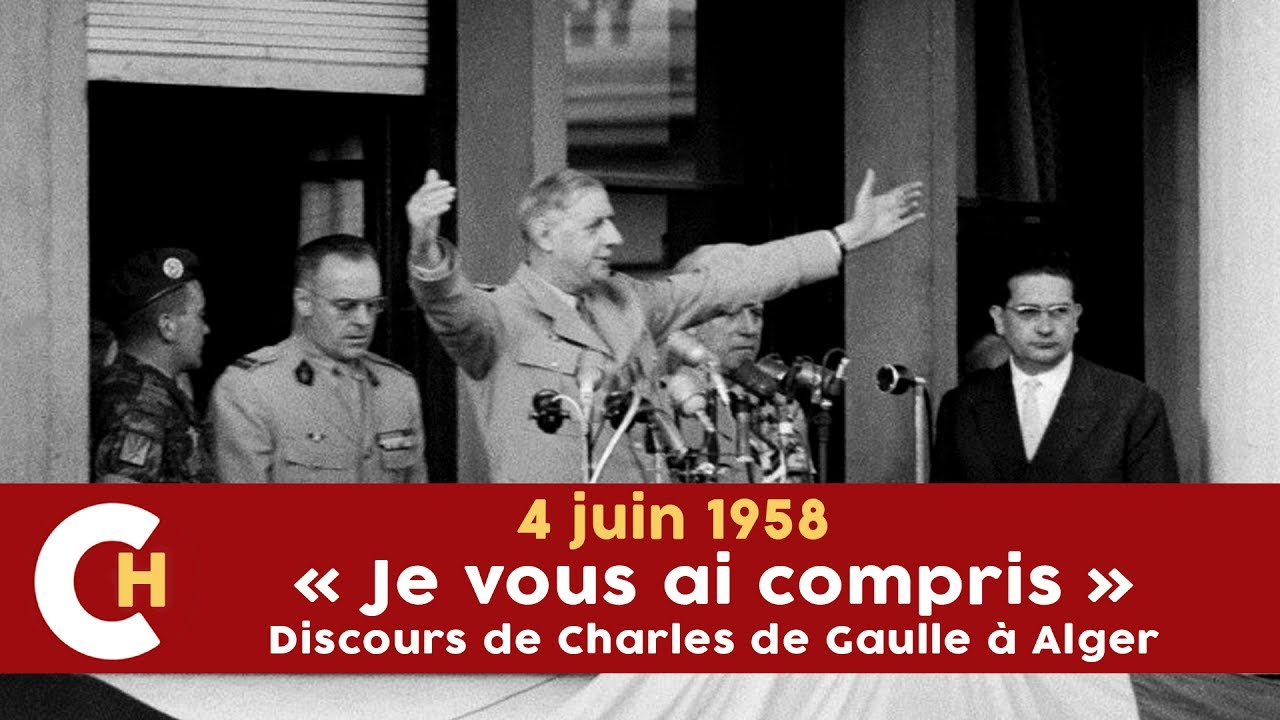 4 juin 1958
CH
« Je vous ai compris »
Discours de Charles de Gaulle à Alger